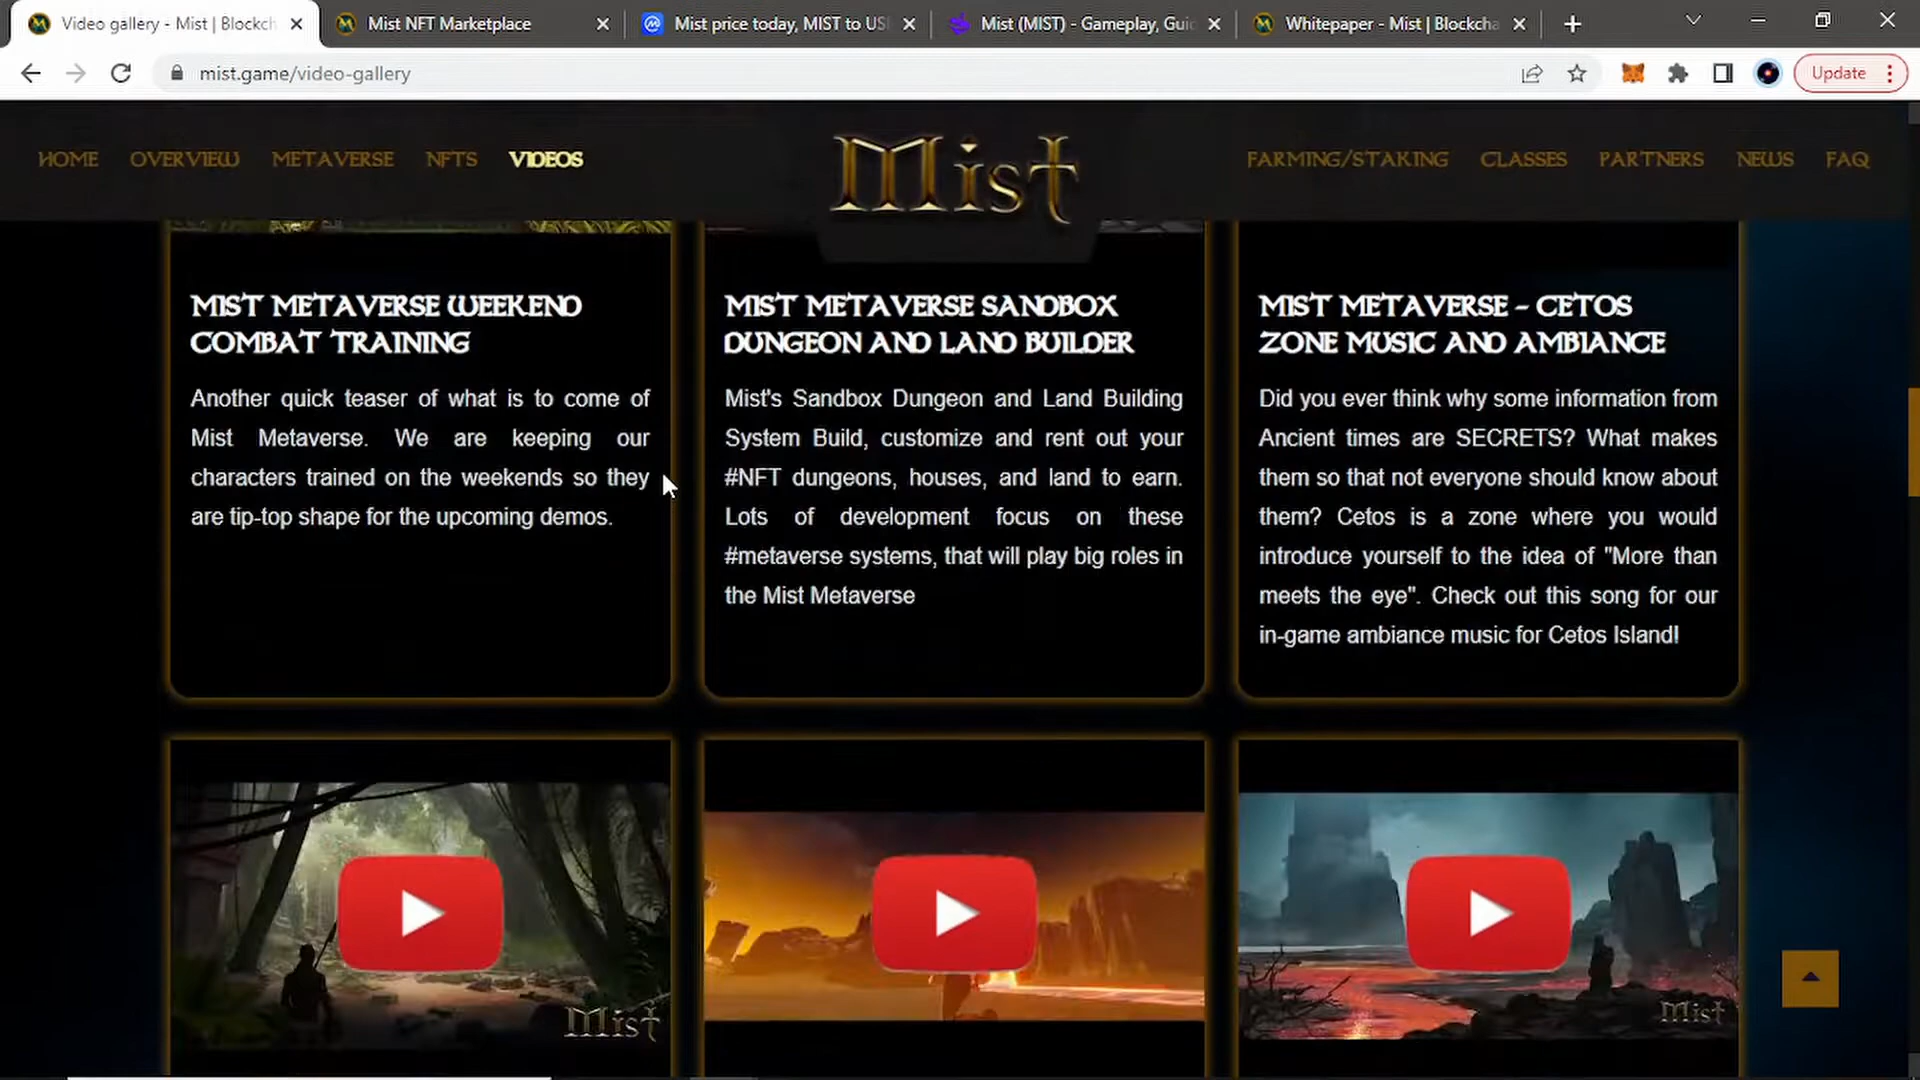 Video gallery - Mist | Blockch
Mist NFT Marketplace
Mist price today, MIST to US
Mist (MIST) - Gameplay, Gui
Whitepaper - Mist | Blockcha
mist.game/video-gallery
Update
HOME OVERVIEW METAVERSE NFTS VIDEOS
Mist
FARMING/STAKING CLASSES PARTNERS NEWS FAQ
MIST METAVERSE WEEKEND
COMBAT TRAINING
Another quick teaser of what is to come of
Mist Metaverse. We are keeping our
characters trained on the weekends so they
are tip-top shape for the upcoming demos.
MIST METAVERSE SANDBOX
DUNGEON AND LAND BUILDER
Mist's Sandbox Dungeon and Land Building
System Build, customize and rent out your
#NFT dungeons, houses, and land to earn.
Lots of development focus on these
#metaverse systems, that will play big roles in
the Mist Metaverse
MIST METAVERSE - CETOS
ZONE MUSIC AND AMBIANCE
Did you ever think why some information from
Ancient times are SECRETS? What makes
them so that not everyone should know about
them? Cetos is a zone where you would
introduce yourself to the idea of "More than
meets the eye". Check out this song for our
in-game ambiance music for Cetos Island!
Mist
Mist